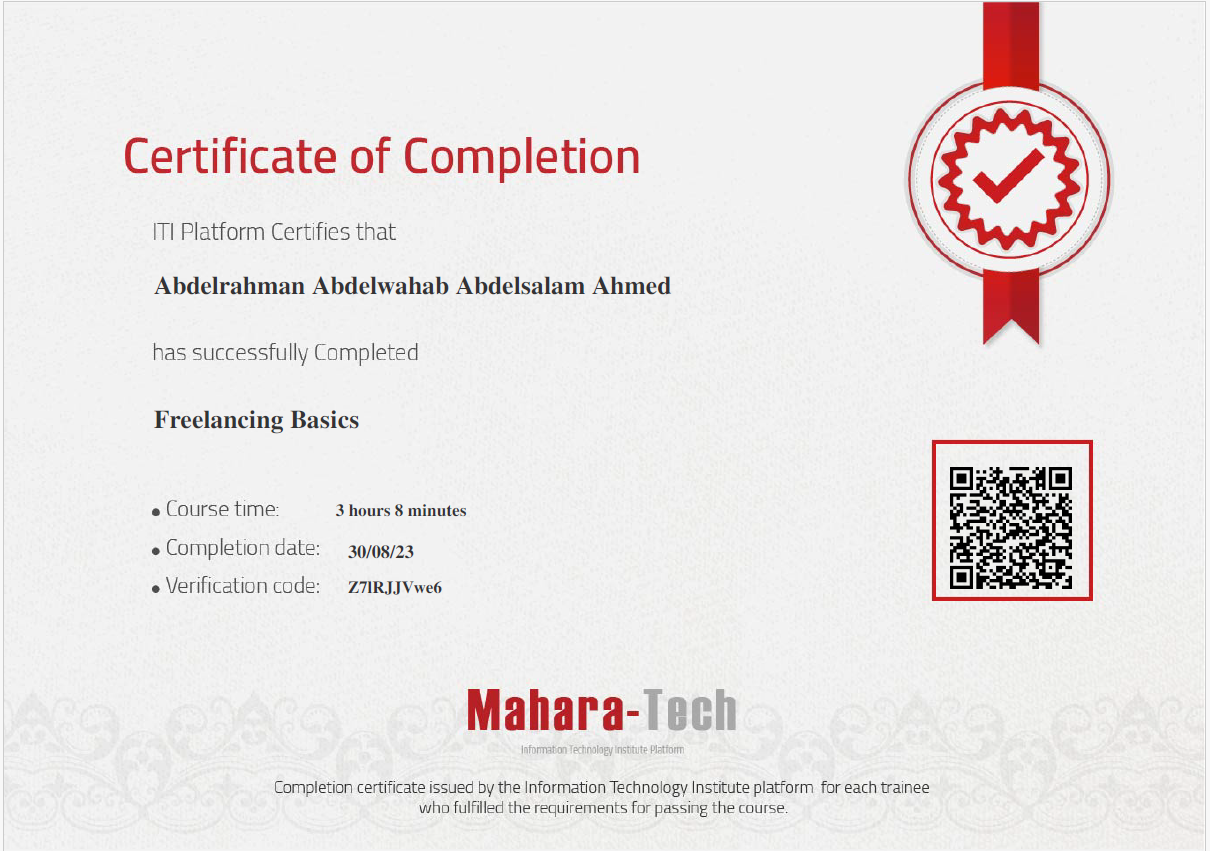 Certificate of Completion
ITI Platform Certifies that
Abdelrahman Abdelwahab Abdelsalam Ahmed
has successfully Completed
Freelancing Basics
• Course time: 3 hours 8 minutes
• Completion date: 30/08/23
• Verification code: Z7lRJJVwe6
Mahara-Tech
Information Technology Institute Platform
Completion certificate issued by the Information Technology Institute platform for each trainee
who fulfilled the requirements for passing the course.